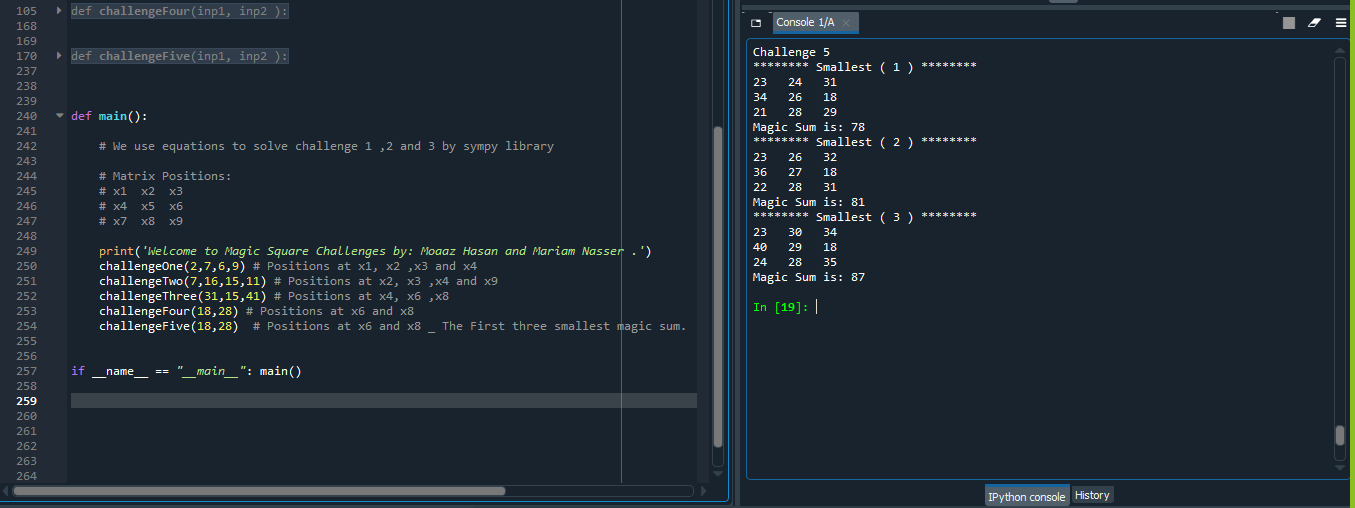 105 def challengeFour(inp1, inp2 ):
168
169
170 def challengeFive(inp1, inp2 ):
237
238
239
240 def main():
241
242 # We use equations to solve challenge 1 ,2 and 3 by sympy library
243
244 # Matrix Positions:
245 # x1  x2  x3
246 # x4  x5  x6
247 # x7  x8  x9
248
249 print('Welcome to Magic Square Challenges by: Moaaz Hasan and Mariam Nasser .')
250 challengeOne(2,7,6,9) # Positions at x1, x2 ,x3 and x4
251 challengeTwo(7,16,15,11) # Positions at x2, x3 ,x4 and x9
252 challengeThree(31,15,41) # Positions at x4, x6 ,x8
253 challengeFour(18,28) # Positions at x6 and x8
254 challengeFive(18,28)  # Positions at x6 and x8 _ The First three smallest magic sum.
255
256
257 if __name__ == "__main__": main()
258
259
260
261
262
263
264
Console 1/A
Challenge 5
******** Smallest ( 1 ) ********
23   24   31
34   26   18
21   28   29
Magic Sum is: 78
******** Smallest ( 2 ) ********
23   26   32
36   27   18
22   28   31
Magic Sum is: 81
******** Smallest ( 3 ) ********
23   30   34
40   29   18
24   28   35
Magic Sum is: 87
In [19]:
IPython console History